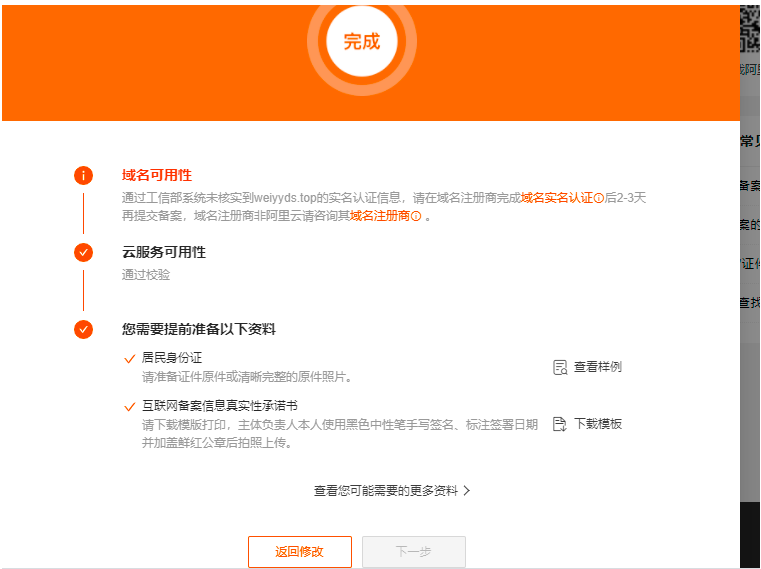 完成
域名可用性
通过工信部系统未核实到weiyyds.top的实名认证信息，请在域名注册商完成域名实名认证后2-3天
再提交备案，域名注册商非阿里云请咨询其域名注册商 。
云服务可用性
通过校验
您需要提前准备以下资料
居民身份证
请准备证件原件或清晰完整的原件照片。
查看样例
互联网备案信息真实性承诺书
请下载模版打印，主体负责人本人使用黑色中性笔手写签名、标注签署日期
并加盖鲜红公章后拍照上传。
下载模板
查看您可能需要的更多资料
返回修改
下一步
阿里
常见
备案
案的
证件
查找